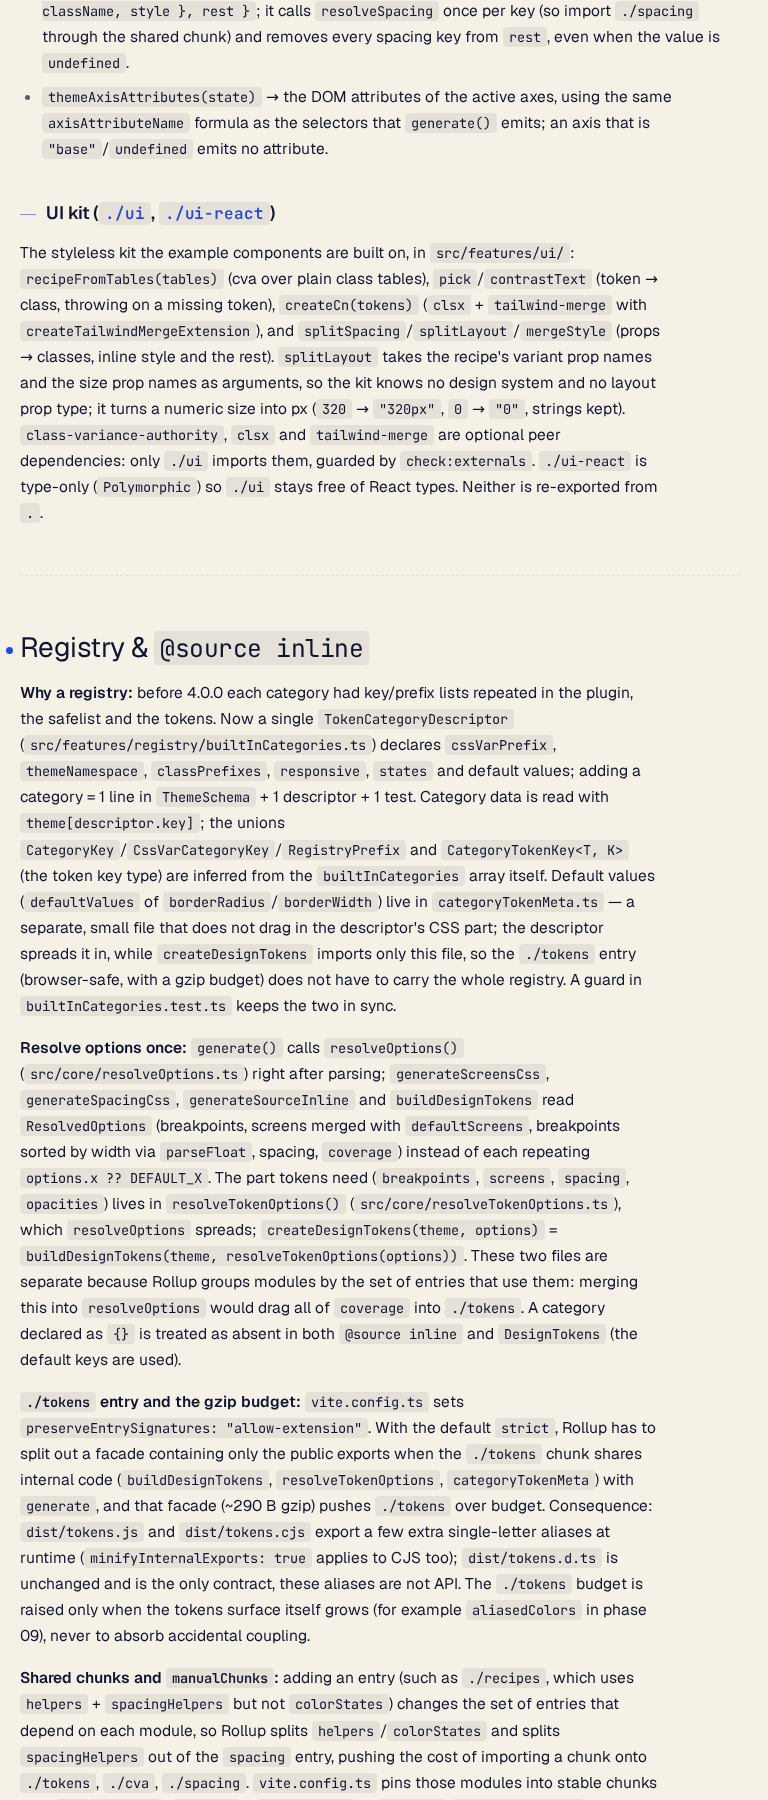 className, style }, rest } ; it calls resolveSpacing once per key (so import ./spacing
through the shared chunk) and removes every spacing key from rest, even when the value is
undefined.
• themeAxisAttributes(state) → the DOM attributes of the active axes, using the same
axisAttributeName formula as the selectors that generate() emits; an axis that is
"base" / undefined emits no attribute.
— UI kit ( ./ui, ./ui-react )
The styleless kit the example components are built on, in src/features/ui/ :
recipeFromTables(tables) (cva over plain class tables), pick / contrastText (token →
class, throwing on a missing token), createCn(tokens) ( clsx + tailwind-merge with
createTailwindMergeExtension ), and splitSpacing / splitLayout / mergeStyle (props
→ classes, inline style and the rest). splitLayout takes the recipe's variant prop names
and the size prop names as arguments, so the kit knows no design system and no layout
prop type; it turns a numeric size into px ( 320 → "320px", 0 → "0", strings kept).
class-variance-authority, clsx and tailwind-merge are optional peer
dependencies: only ./ui imports them, guarded by check:externals. ./ui-react is
type-only ( Polymorphic ) so ./ui stays free of React types. Neither is re-exported from
. .
Registry & @source inline
Why a registry: before 4.0.0 each category had key/prefix lists repeated in the plugin,
the safelist and the tokens. Now a single TokenCategoryDescriptor
( src/features/registry/builtInCategories.ts ) declares cssVarPrefix,
themeNamespace, classPrefixes, responsive, states and default values; adding a
category = 1 line in ThemeSchema + 1 descriptor + 1 test. Category data is read with
theme[descriptor.key] ; the unions
CategoryKey / CssVarCategoryKey / RegistryPrefix and CategoryTokenKey<T, K>
(the token key type) are inferred from the builtInCategories array itself. Default values
( defaultValues of borderRadius / borderWidth ) live in categoryTokenMeta.ts — a
separate, small file that does not drag in the descriptor's CSS part; the descriptor
spreads it in, while createDesignTokens imports only this file, so the ./tokens entry
(browser-safe, with a gzip budget) does not have to carry the whole registry. A guard in
builtInCategories.test.ts keeps the two in sync.
Resolve options once: generate() calls resolveOptions()
( src/core/resolveOptions.ts ) right after parsing; generateScreensCss,
generateSpacingCss, generateSourceInline and buildDesignTokens read
ResolvedOptions (breakpoints, screens merged with defaultScreens, breakpoints
sorted by width via parseFloat, spacing, coverage ) instead of each repeating
options.x ?? DEFAULT_X. The part tokens need ( breakpoints, screens, spacing,
opacities ) lives in resolveTokenOptions() ( src/core/resolveTokenOptions.ts ),
which resolveOptions spreads; createDesignTokens(theme, options) =
buildDesignTokens(theme, resolveTokenOptions(options)). These two files are
separate because Rollup groups modules by the set of entries that use them: merging
this into resolveOptions would drag all of coverage into ./tokens. A category
declared as {} is treated as absent in both @source inline and DesignTokens (the
default keys are used).
./tokens entry and the gzip budget: vite.config.ts sets
preserveEntrySignatures: "allow-extension". With the default strict, Rollup has to
split out a facade containing only the public exports when the ./tokens chunk shares
internal code ( buildDesignTokens, resolveTokenOptions, categoryTokenMeta ) with
generate, and that facade (~290 B gzip) pushes ./tokens over budget. Consequence:
dist/tokens.js and dist/tokens.cjs export a few extra single-letter aliases at
runtime ( minifyInternalExports: true applies to CJS too); dist/tokens.d.ts is
unchanged and is the only contract, these aliases are not API. The ./tokens budget is
raised only when the tokens surface itself grows (for example aliasedColors in phase
09), never to absorb accidental coupling.
Shared chunks and manualChunks: adding an entry (such as ./recipes, which uses
helpers + spacingHelpers but not colorStates ) changes the set of entries that
depend on each module, so Rollup splits helpers / colorStates and splits
spacingHelpers out of the spacing entry, pushing the cost of importing a chunk onto
./tokens, ./cva, ./spacing. vite.config.ts pins those modules into stable chunks